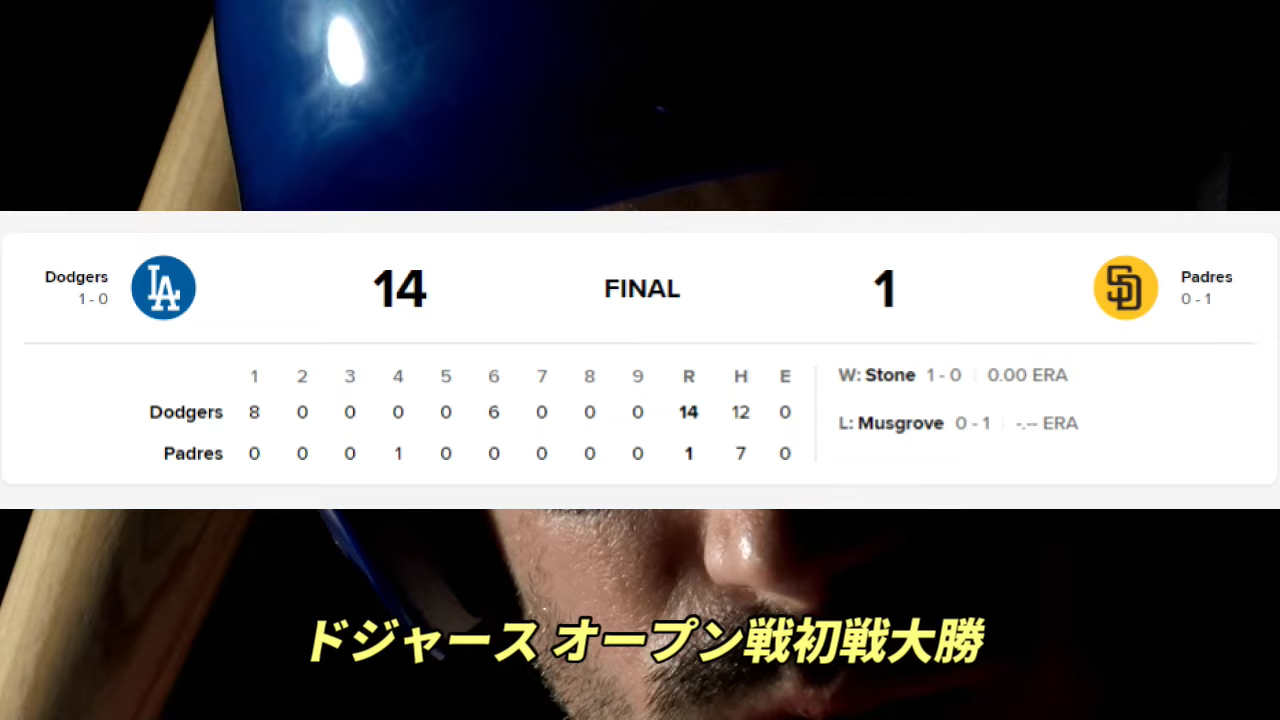 Dodgers
1 - 0
LA
14
FINAL
1
SD
Padres
0 - 1
1 2 3 4 5 6 7 8 9 R H E
Dodgers 8 0 0 0 0 6 0 0 0 14 12 0
Padres 0 0 0 1 0 0 0 0 0 1 7 0
W: Stone 1 - 0 0.00 ERA
L: Musgrove 0 - 1 -.-- ERA
ドジャース オープン戦初戦大勝